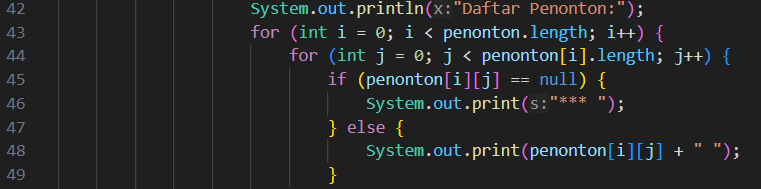 42 System.out.println(x:"Daftar Penonton:");
43 for (int i = 0; i < penonton.length; i++) {
44 for (int j = 0; j < penonton[i].length; j++) {
45 if (penonton[i][j] == null) {
46 System.out.print(s:"*** ");
47 } else {
48 System.out.print(penonton[i][j] + " ");
49 }